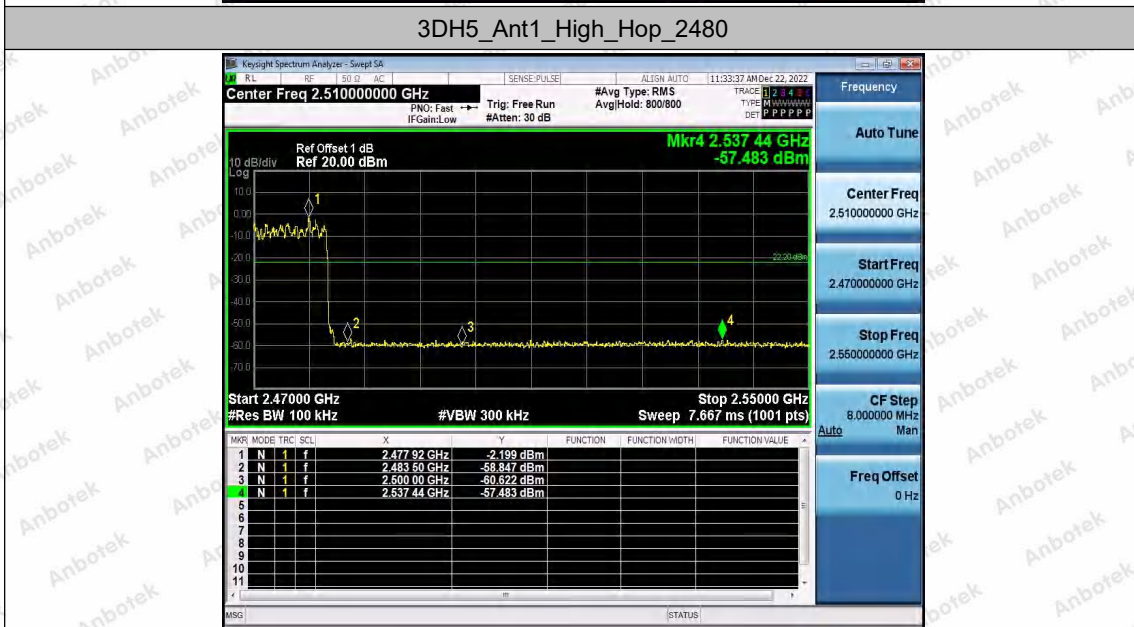 3DH5_Ant1_High_Hop_2480
Keysight Spectrum Analyzer - Swept SA
RL RF 50 Ω AC SENSE:PULSE ALIGN AUTO 11:33:37 AM Dec 22, 2022
Center Freq 2.510000000 GHz
PNO: Fast
IFGain:Low
Trig: Free Run
#Atten: 30 dB
#Avg Type: RMS
Avg|Hold: 800/800
TRACE 1 2 3 4 5 6
TYPE M W W W W W
DET P P P P P P
Frequency
Auto Tune
Center Freq
2.510000000 GHz
Start Freq
2.470000000 GHz
Stop Freq
2.550000000 GHz
CF Step
8.000000 MHz
Auto Man
Freq Offset
0 Hz
Mkr4 2.537 44 GHz
-57.483 dBm
Ref Offset 1 dB
10 dB/div Ref 20.00 dBm
Log
10.0
0.00
-10.0
-20.0
-30.0
-40.0
-50.0
-60.0
-70.0
1
2
3
4
-22.20 dBm
Start 2.47000 GHz Stop 2.55000 GHz
#Res BW 100 kHz #VBW 300 kHz Sweep 7.667 ms (1001 pts)
MKR MODE TRC SCL X Y FUNCTION FUNCTION WIDTH FUNCTION VALUE
1 N 1 f 2.477 92 GHz -2.199 dBm
2 N 1 f 2.483 50 GHz -58.847 dBm
3 N 1 f 2.500 00 GHz -60.622 dBm
4 N 1 f 2.537 44 GHz -57.483 dBm
5
6
7
8
9
10
11
MSG STATUS
Anbotek